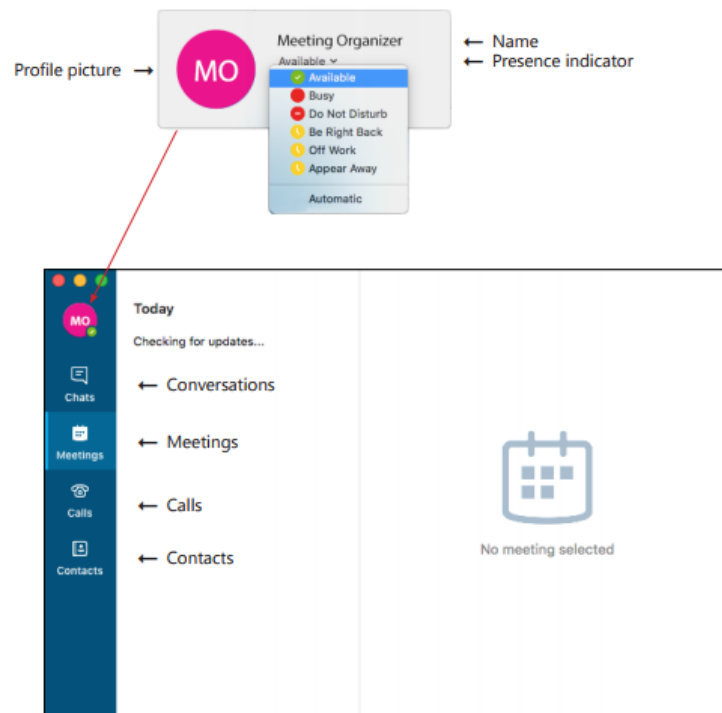 Meeting Organizer
← Name
Available
← Presence indicator
Profile picture →
MO
Available
Busy
Do Not Disturb
Be Right Back
Off Work
Appear Away
Automatic
MO
Today
Checking for updates...
Chats
← Conversations
Meetings
← Meetings
Calls
← Calls
Contacts
← Contacts
No meeting selected